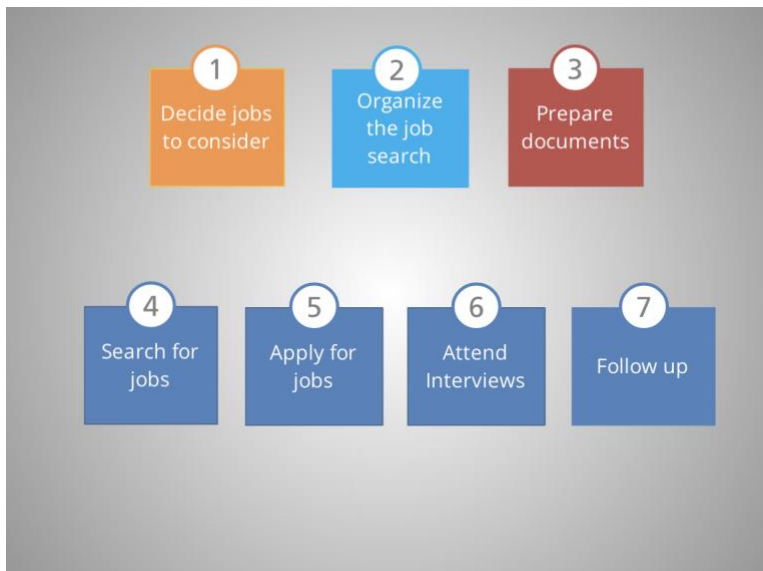 1
Decide jobs
to consider
2
Organize
the job
search
3
Prepare
documents
4
Search for
jobs
5
Apply for
jobs
6
Attend
Interviews
7
Follow up